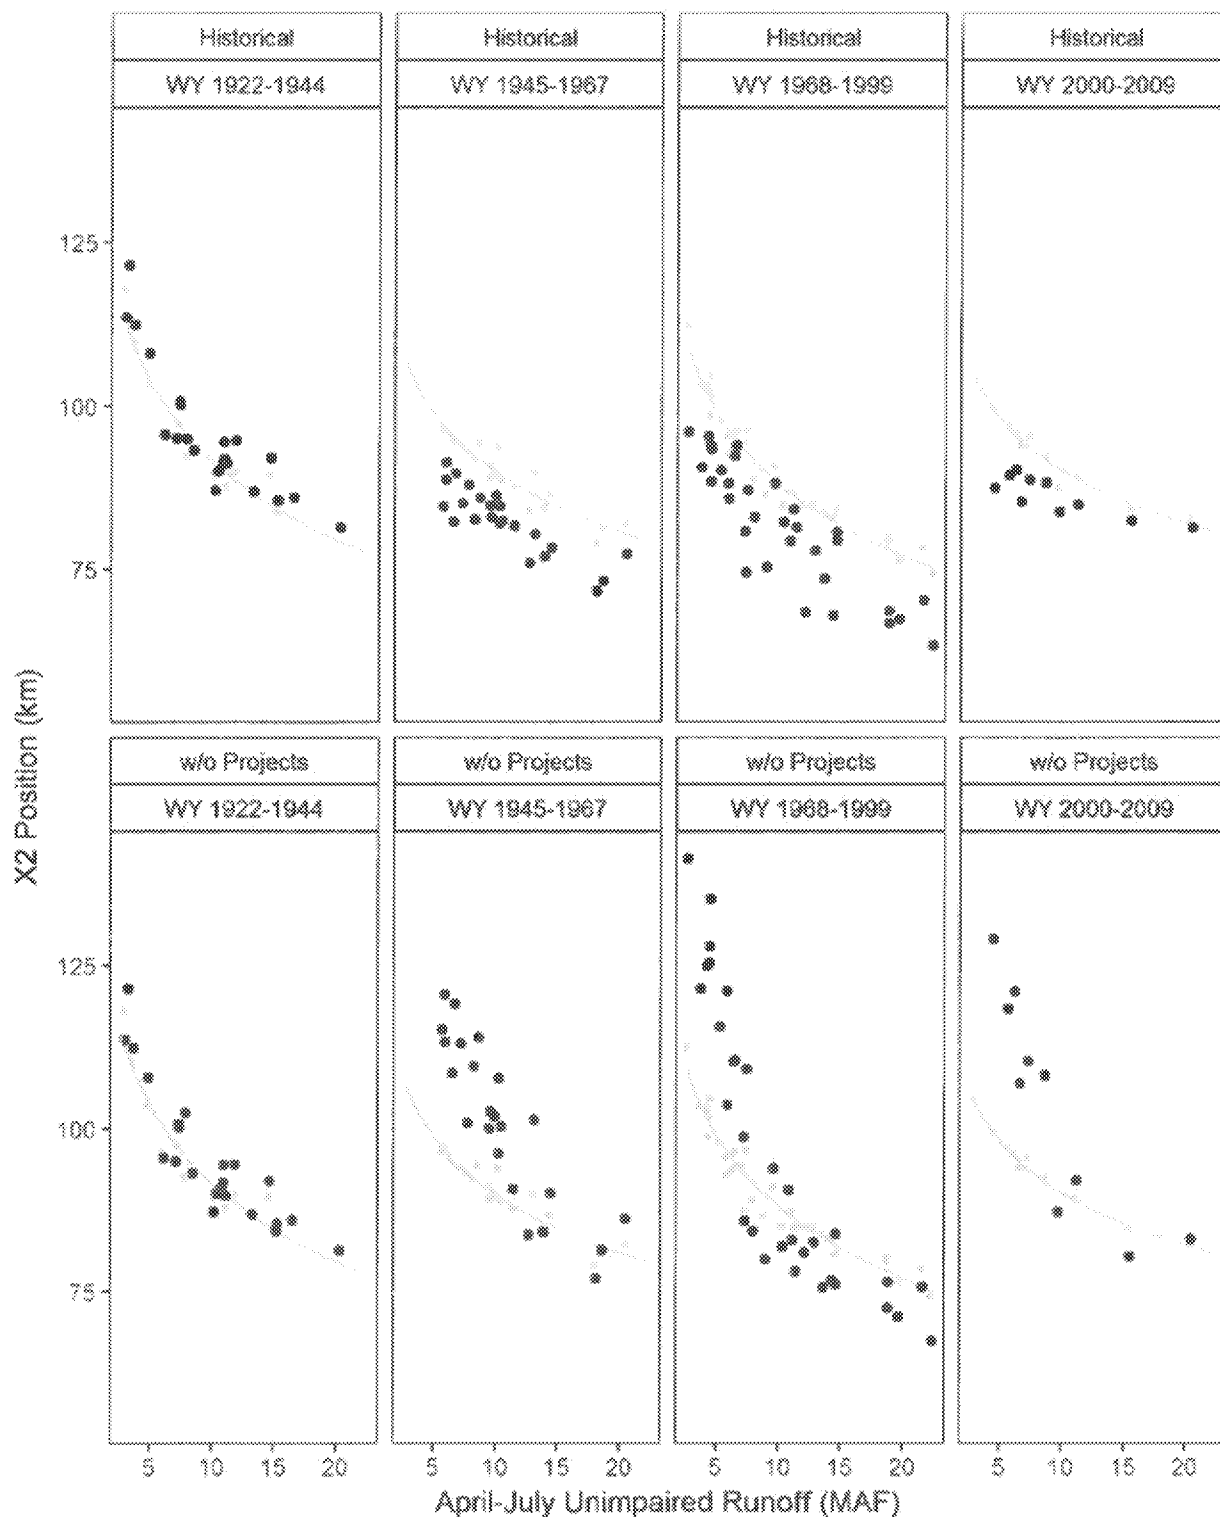 Historical Historical Historical Historical
WY 1922-1944 WY 1945-1967 WY 1968-1999 WY 2000-2009
125
100
75
X2 Position (km)
w/o Projects w/o Projects w/o Projects w/o Projects
WY 1922-1944 WY 1945-1967 WY 1968-1999 WY 2000-2009
125
100
75
5 10 15 20 5 10 15 20 5 10 15 20 5 10 15 20
April-July Unimpaired Runoff (MAF)